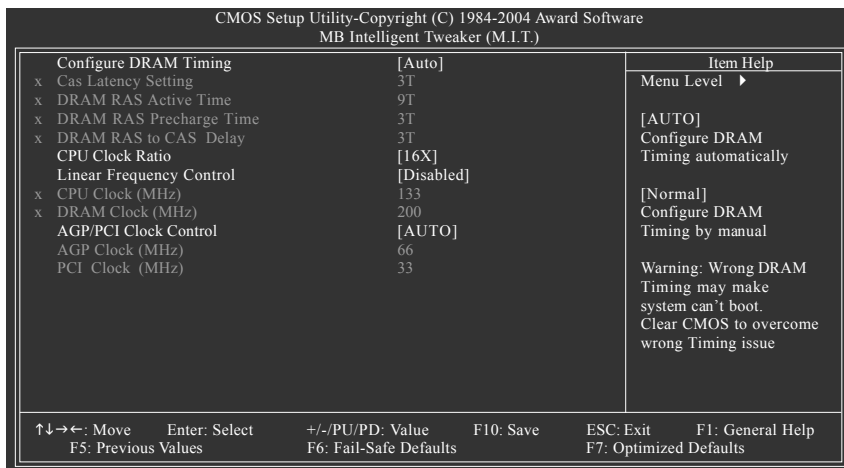 CMOS Setup Utility-Copyright (C) 1984-2004 Award Software
MB Intelligent Tweaker (M.I.T.)
Configure DRAM Timing [Auto]
x Cas Latency Setting 3T
x DRAM RAS Active Time 9T
x DRAM RAS Precharge Time 3T
x DRAM RAS to CAS Delay 3T
CPU Clock Ratio [16X]
Linear Frequency Control [Disabled]
x CPU Clock (MHz) 133
x DRAM Clock (MHz) 200
AGP/PCI Clock Control [AUTO]
AGP Clock (MHz) 66
PCI Clock (MHz) 33
Item Help
Menu Level ▶
[AUTO]
Configure DRAM
Timing automatically
[Normal]
Configure DRAM
Timing by manual
Warning: Wrong DRAM
Timing may make
system can't boot.
Clear CMOS to overcome
wrong Timing issue
↑↓→←: Move Enter: Select +/-/PU/PD: Value F10: Save ESC: Exit F1: General Help
F5: Previous Values F6: Fail-Safe Defaults F7: Optimized Defaults